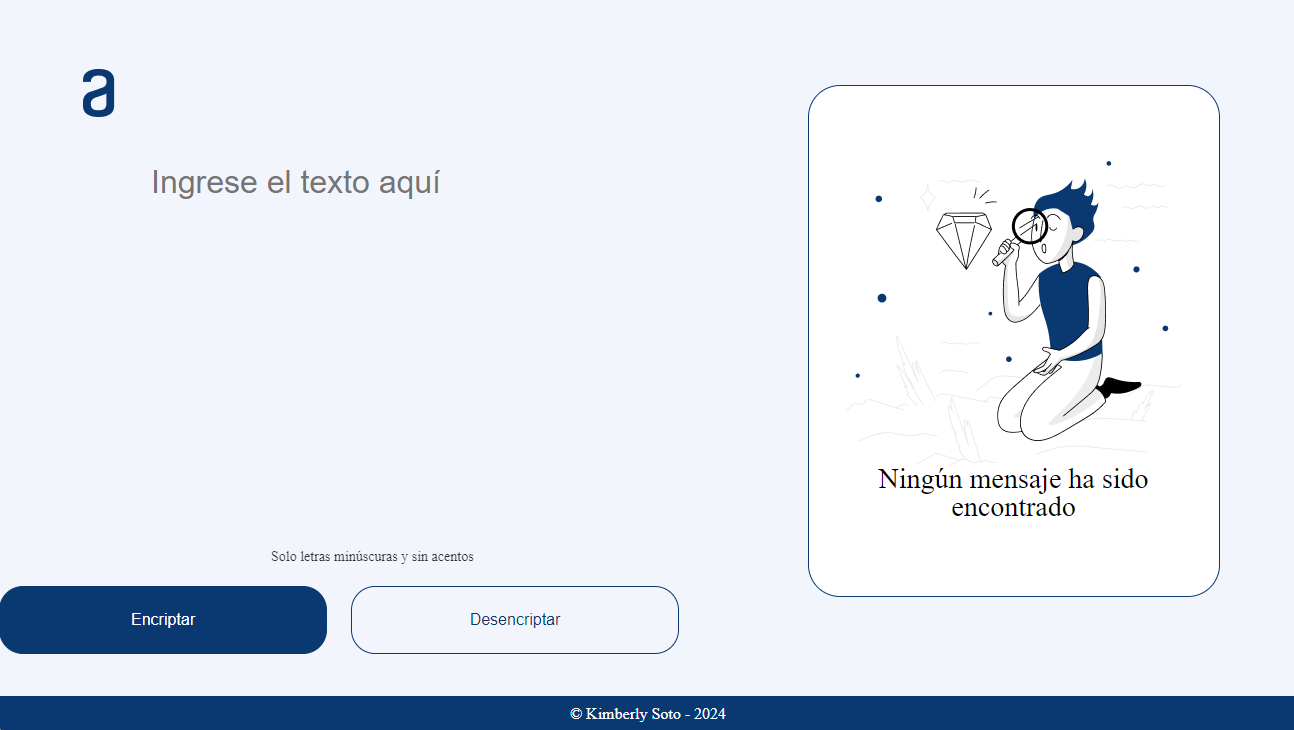 a
Ingrese el texto aquí
Ningún mensaje ha sido
encontrado
Solo letras minúscuras y sin acentos
Encriptar
Desencriptar
© Kimberly Soto - 2024